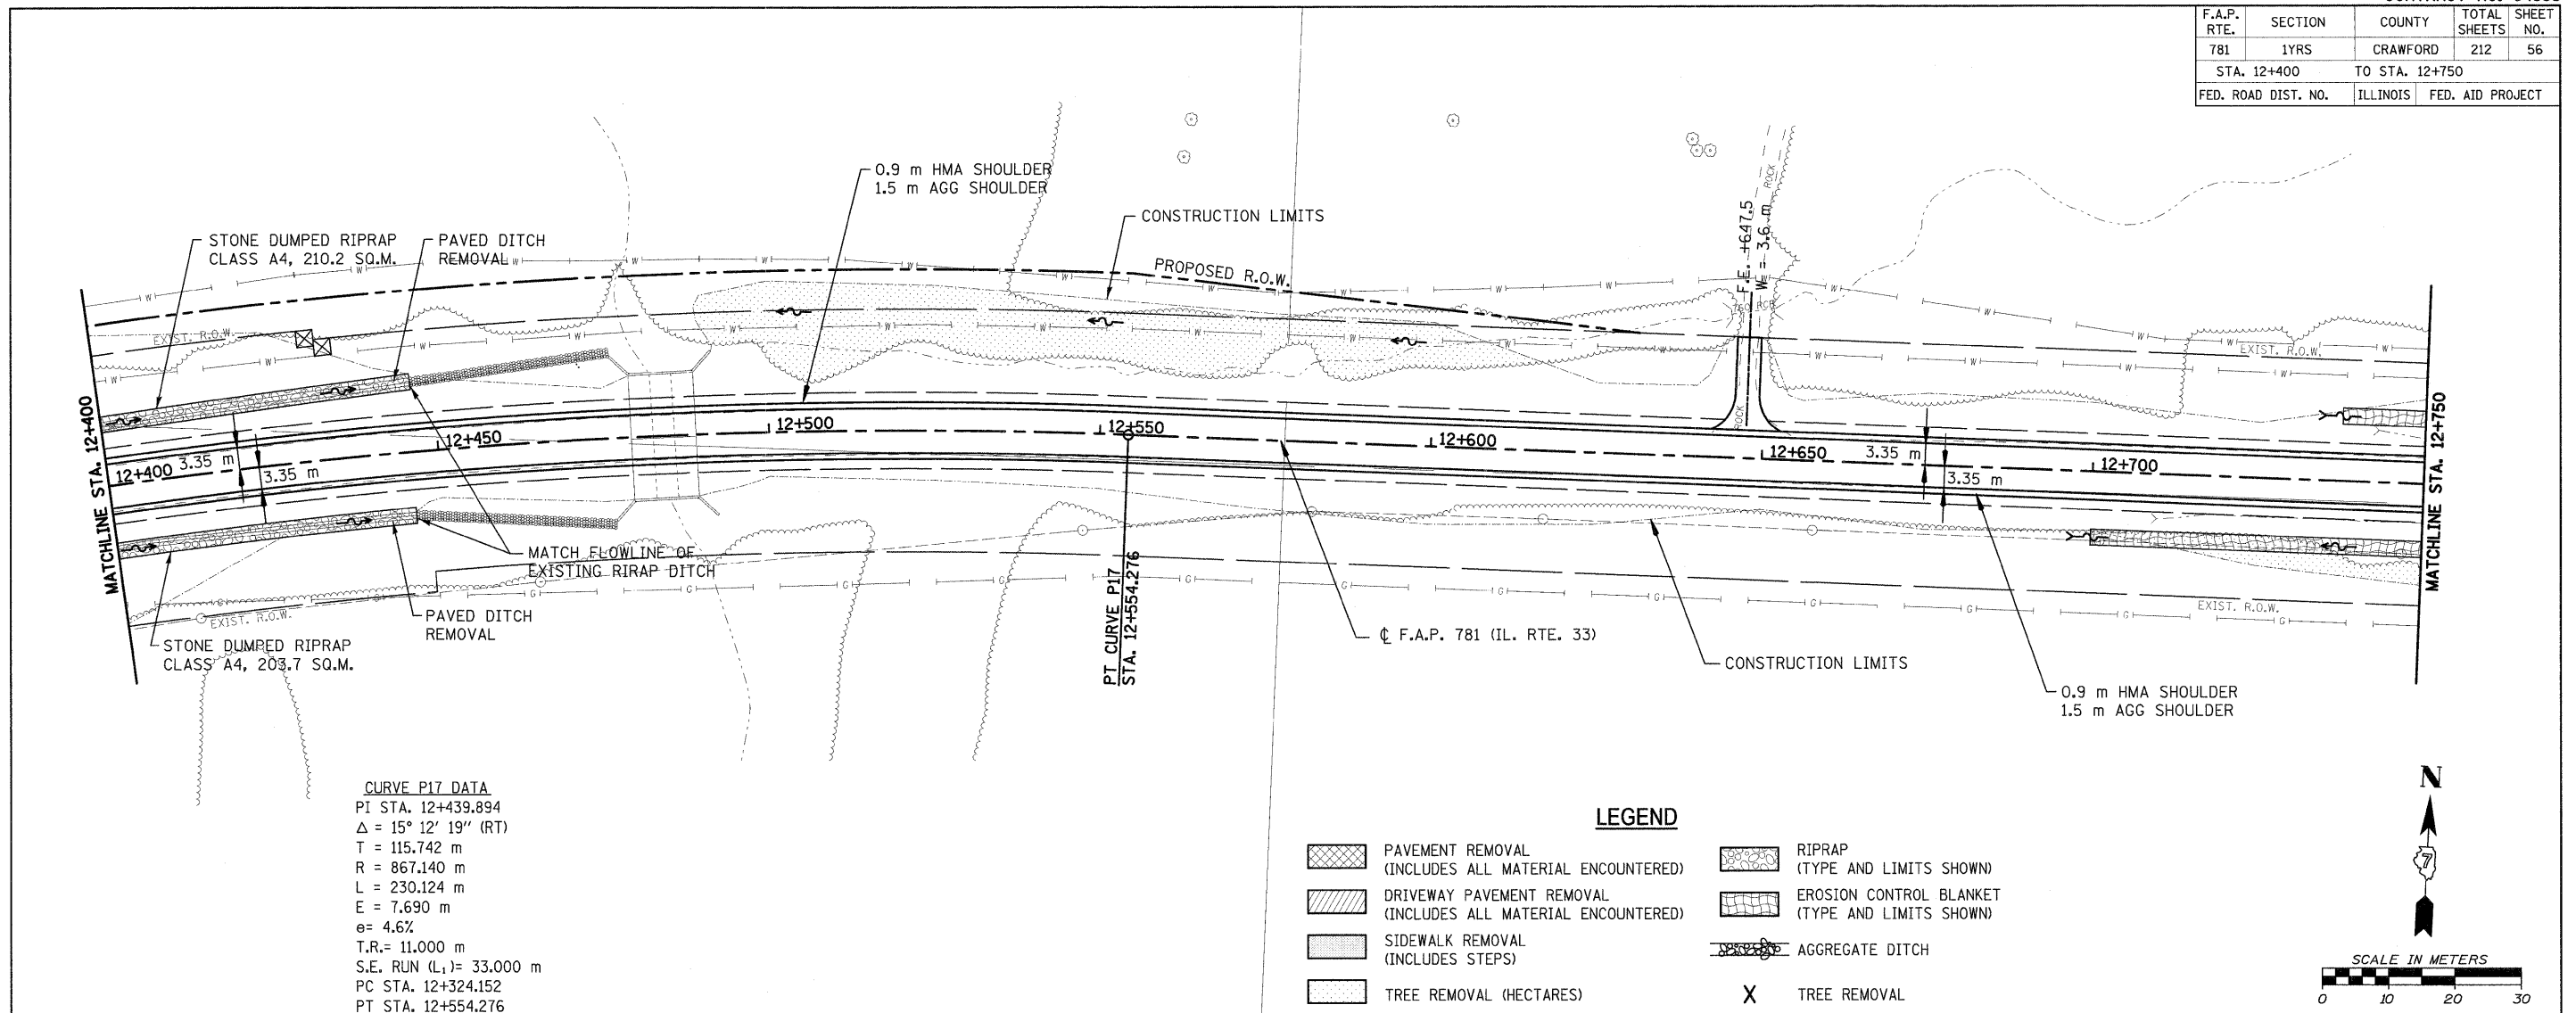 F.A.P. RTE. SECTION COUNTY TOTAL SHEETS SHEET NO.
781 1YRS CRAWFORD 212 56
STA. 12+400 TO STA. 12+750
FED. ROAD DIST. NO. ILLINOIS FED. AID PROJECT
0.9 m HMA SHOULDER
1.5 m AGG SHOULDER
CONSTRUCTION LIMITS
STONE DUMPED RIPRAP
CLASS A4, 210.2 SQ.M.
PAVED DITCH
REMOVAL
PROPOSED R.O.W.
F.E. +647.5
W = 3.6 m
ROCK
ROCK
EXIST. R.O.W.
EXIST. R.O.W.
MATCHLINE STA. 12+400
MATCHLINE STA. 12+750
12+400
12+450
12+500
12+550
12+600
12+650
12+700
3.35 m
3.35 m
3.35 m
3.35 m
MATCH FLOWLINE OF
EXISTING RIRAP DITCH
PAVED DITCH
REMOVAL
EXIST. R.O.W.
STONE DUMPED RIPRAP
CLASS A4, 203.7 SQ.M.
PT CURVE P17
STA. 12+554.276
℄ F.A.P. 781 (IL. RTE. 33)
CONSTRUCTION LIMITS
EXIST. R.O.W.
0.9 m HMA SHOULDER
1.5 m AGG SHOULDER
CURVE P17 DATA
PI STA. 12+439.894
Δ = 15° 12' 19" (RT)
T = 115.742 m
R = 867.140 m
L = 230.124 m
E = 7.690 m
e= 4.6%
T.R.= 11.000 m
S.E. RUN (L₁)= 33.000 m
PC STA. 12+324.152
PT STA. 12+554.276
LEGEND
PAVEMENT REMOVAL
(INCLUDES ALL MATERIAL ENCOUNTERED)
DRIVEWAY PAVEMENT REMOVAL
(INCLUDES ALL MATERIAL ENCOUNTERED)
SIDEWALK REMOVAL
(INCLUDES STEPS)
TREE REMOVAL (HECTARES)
RIPRAP
(TYPE AND LIMITS SHOWN)
EROSION CONTROL BLANKET
(TYPE AND LIMITS SHOWN)
AGGREGATE DITCH
X TREE REMOVAL
N
7
SCALE IN METERS
0 10 20 30